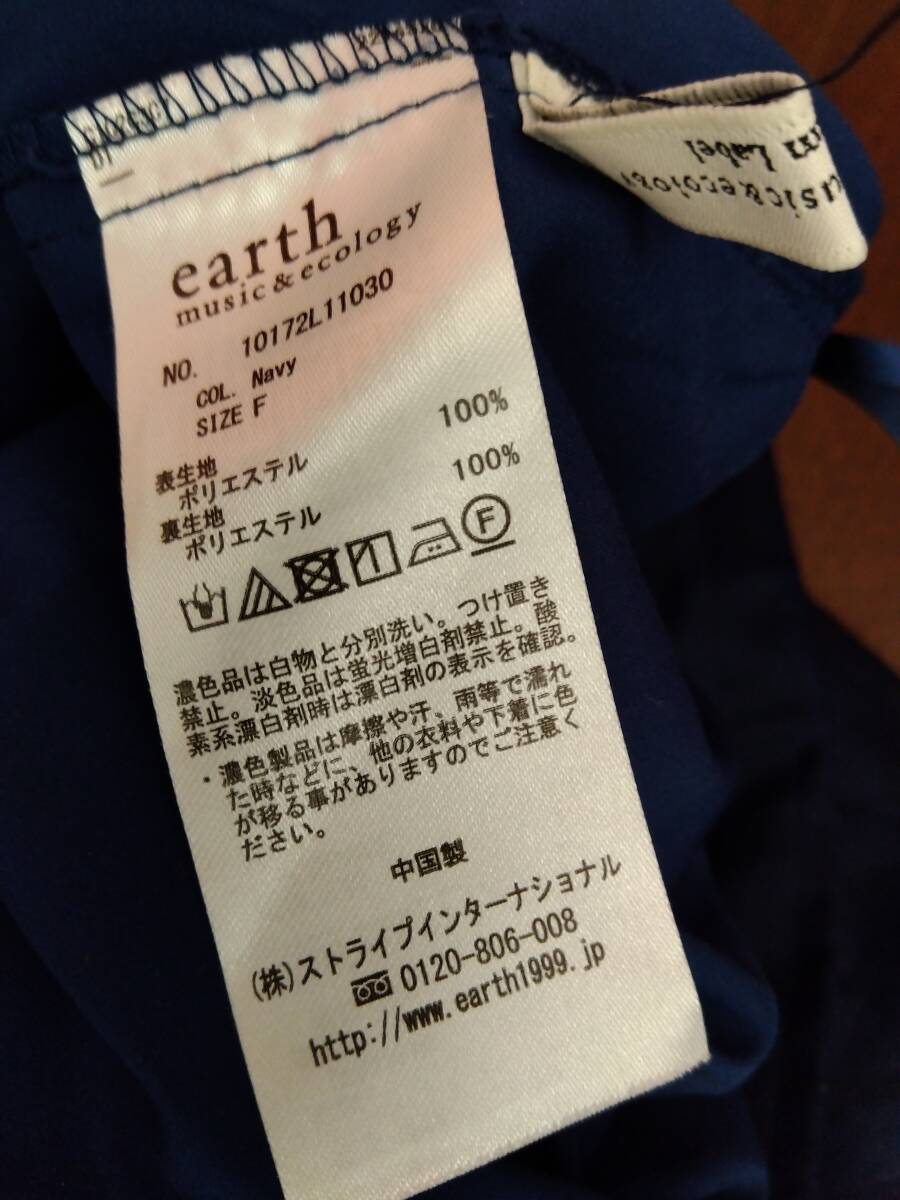 earth
music&ecology
NO. 10172L11030
COL. Navy
SIZE F
表生地
ポリエステル 100%
裏生地
ポリエステル 100%
F
濃色品は白物と分別洗い。つけ置き
禁止。淡色品は蛍光増白剤禁止。酸
素系漂白剤時は漂白剤の表示を確認。
・濃色製品は摩擦や汗、雨等で濡れ
た時などに、他の衣料や下着に色
が移る事がありますのでご注意く
ださい。
中国製
(株)ストライプインターナショナル
0120-806-008
http://www.earth1999.jp
Label